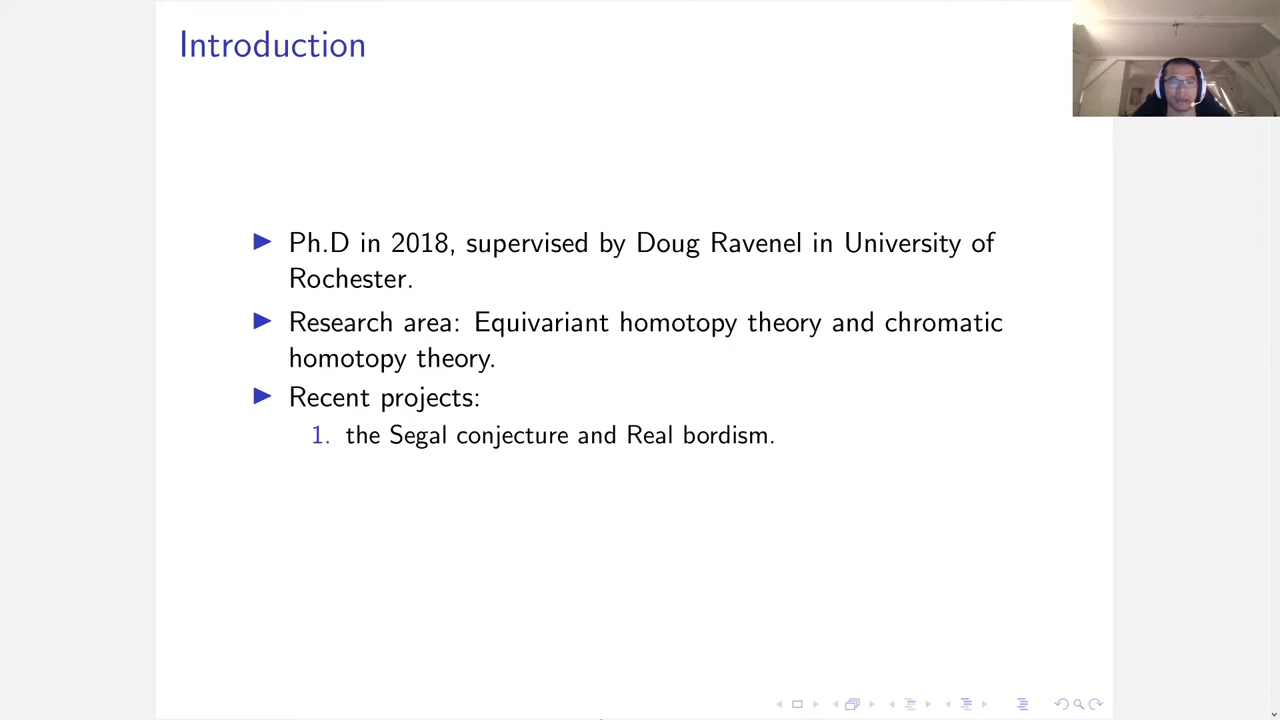 Introduction
Ph.D in 2018, supervised by Doug Ravenel in University of
Rochester.
Research area: Equivariant homotopy theory and chromatic
homotopy theory.
Recent projects:
1. the Segal conjecture and Real bordism.